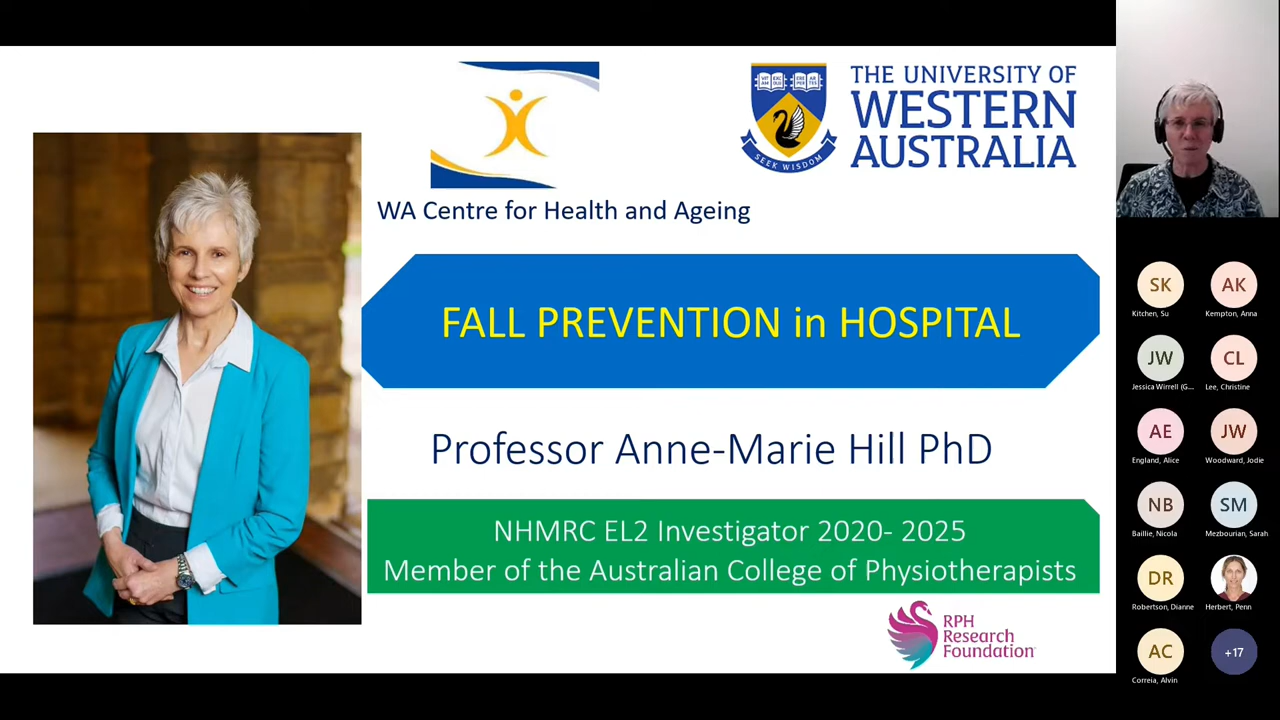 THE UNIVERSITY OF
WESTERN
AUSTRALIA
SEEK WISDOM
WA Centre for Health and Ageing
FALL PREVENTION in HOSPITAL
Professor Anne-Marie Hill PhD
NHMRC EL2 Investigator 2020- 2025
Member of the Australian College of Physiotherapists
RPH
Research
Foundation
SK
Kitchen, Su
AK
Kempton, Anna
JW
Jessica Wirrell (G...
CL
Lee, Christine
AE
England, Alice
JW
Woodward, Jodie
NB
Baillie, Nicola
SM
Mezbourian, Sarah
DR
Robertson, Dianne
Herbert, Penn
AC
Correia, Alvin
+17